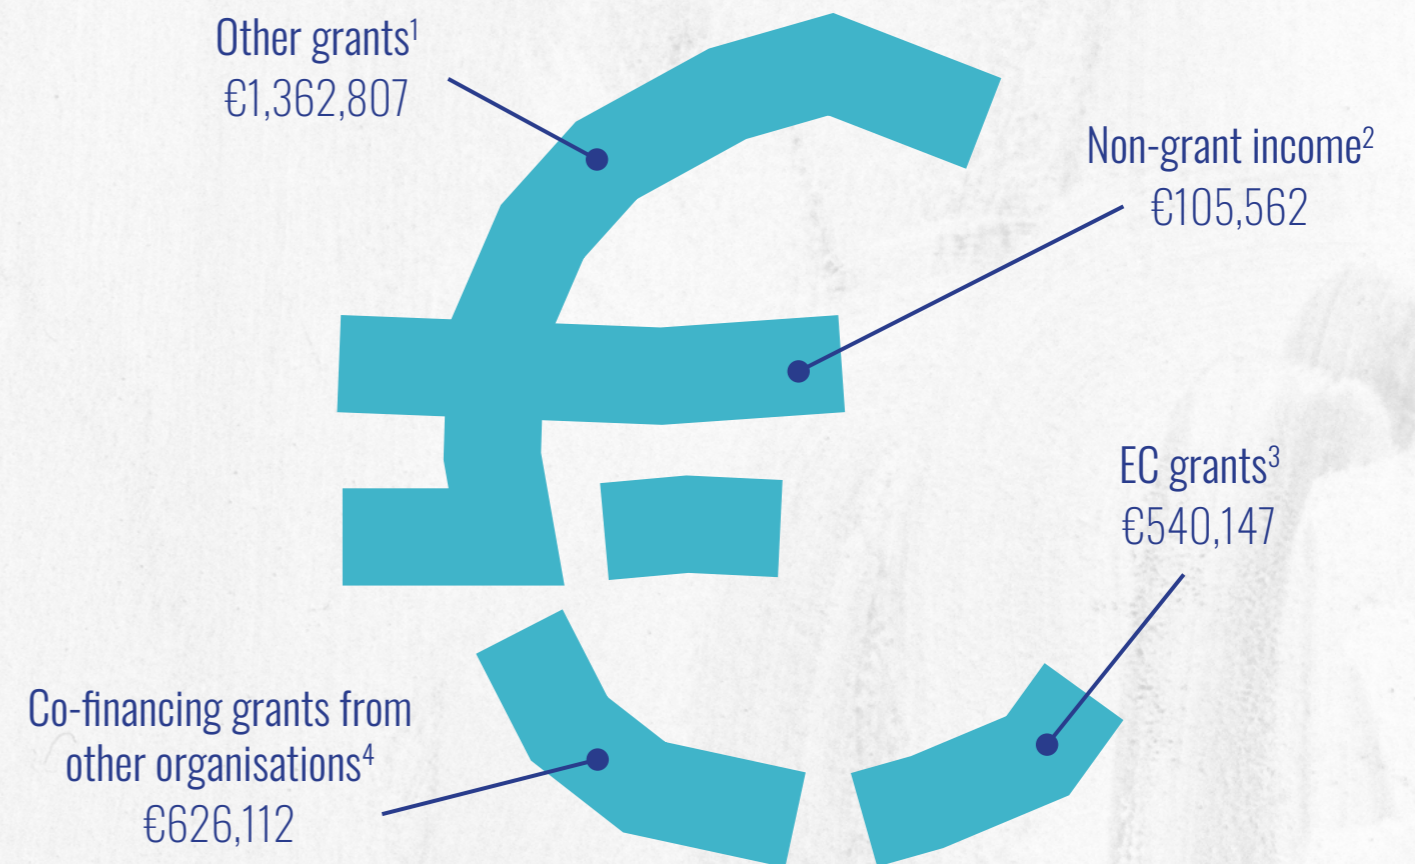 Other grants¹
€1,362,807
Non-grant income²
€105,562
EC grants³
€540,147
Co-financing grants from
other organisations⁴
€626,112